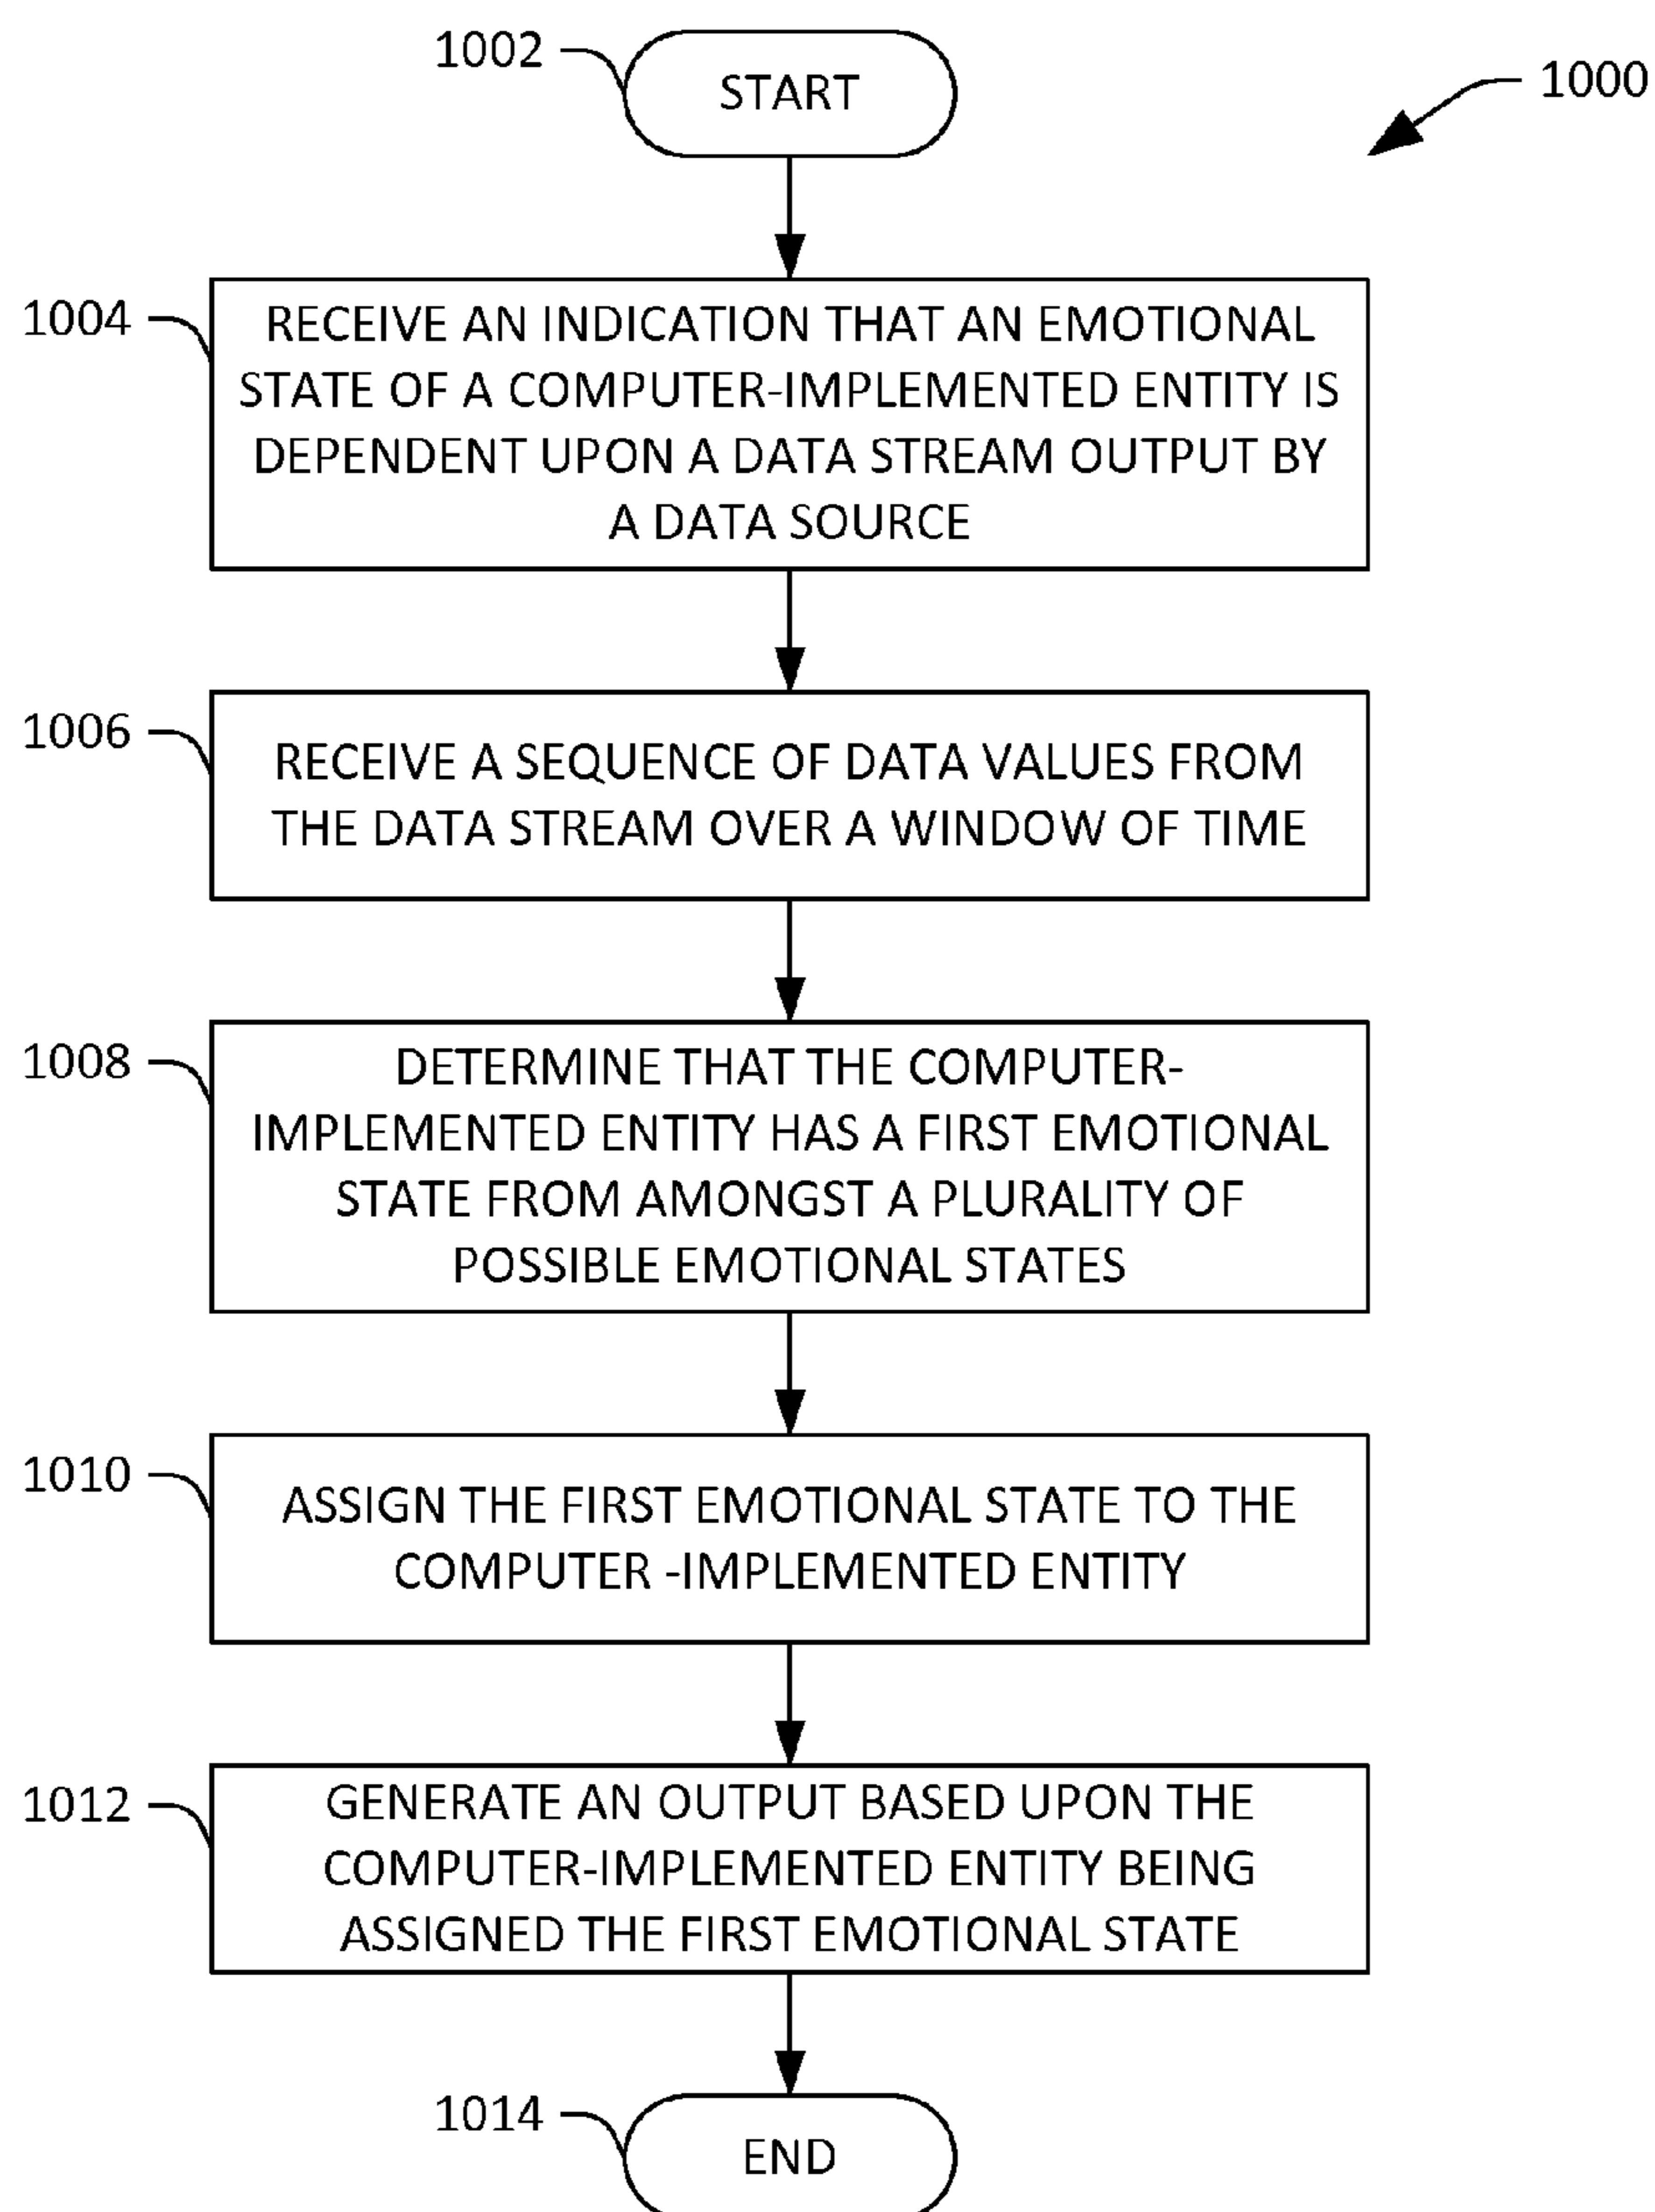 1002
START
1000
1004
RECEIVE AN INDICATION THAT AN EMOTIONAL
STATE OF A COMPUTER-IMPLEMENTED ENTITY IS
DEPENDENT UPON A DATA STREAM OUTPUT BY
A DATA SOURCE
1006
RECEIVE A SEQUENCE OF DATA VALUES FROM
THE DATA STREAM OVER A WINDOW OF TIME
1008
DETERMINE THAT THE COMPUTER-
IMPLEMENTED ENTITY HAS A FIRST EMOTIONAL
STATE FROM AMONGST A PLURALITY OF
POSSIBLE EMOTIONAL STATES
1010
ASSIGN THE FIRST EMOTIONAL STATE TO THE
COMPUTER -IMPLEMENTED ENTITY
1012
GENERATE AN OUTPUT BASED UPON THE
COMPUTER-IMPLEMENTED ENTITY BEING
ASSIGNED THE FIRST EMOTIONAL STATE
1014
END